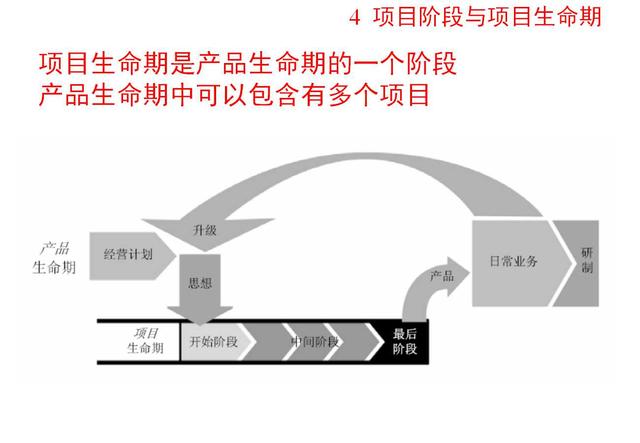 4 项目阶段与项目生命期
项目生命期是产品生命期的一个阶段
产品生命期中可以包含有多个项目
升级
产品
生命期
经营计划
日常业务
研
制
思想
产品
项目
生命期
开始阶段
中间阶段
最后
阶段